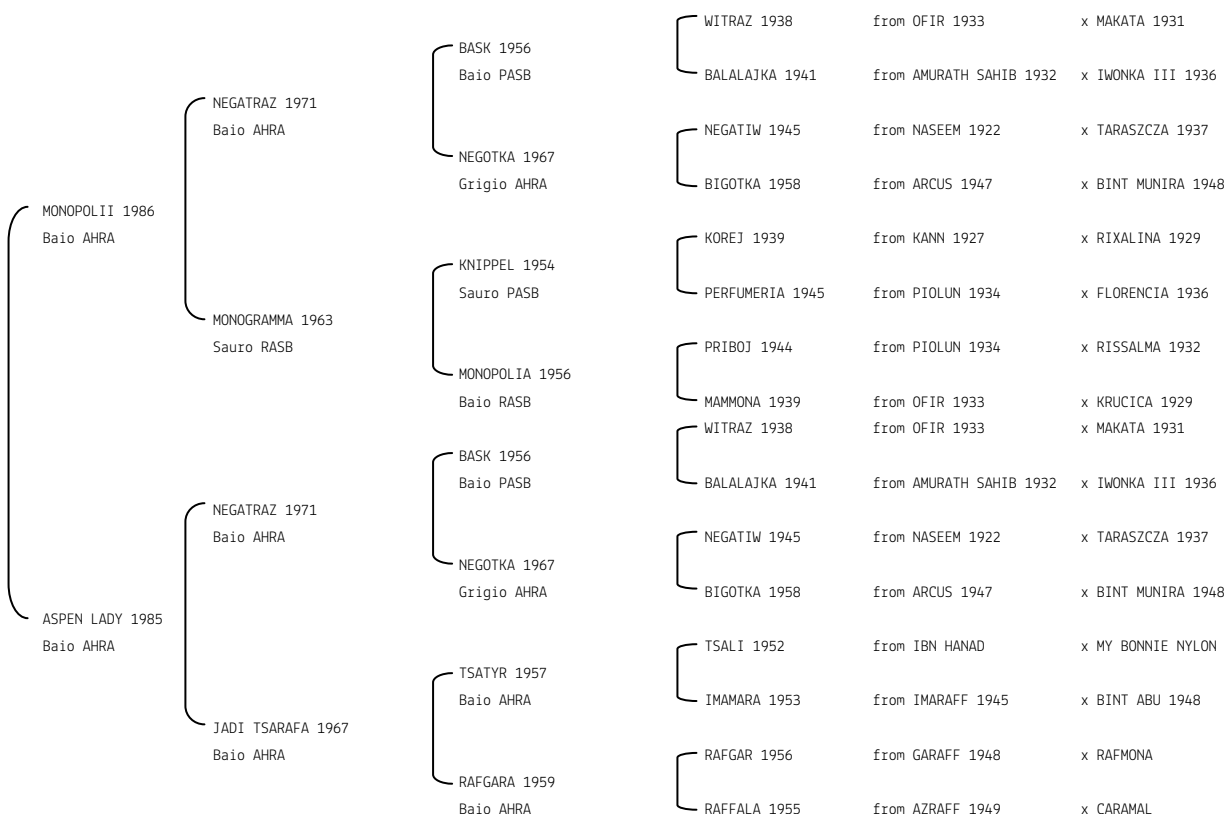 WITRAZ 1938 from OFIR 1933 x MAKATA 1931
BASK 1956
Baio PASB BALALAJKA 1941 from AMURATH SAHIB 1932 x IWONKA III 1936
NEGATRAZ 1971
Baio AHRA NEGATIW 1945 from NASEEM 1922 x TARASZCZA 1937
NEGOTKA 1967
Grigio AHRA BIGOTKA 1958 from ARCUS 1947 x BINT MUNIRA 1948
MONOPOLII 1986
Baio AHRA KOREJ 1939 from KANN 1927 x RIXALINA 1929
KNIPPEL 1954
Sauro PASB PERFUMERIA 1945 from PIOLUN 1934 x FLORENCIA 1936
MONOGRAMMA 1963
Sauro RASB PRIBOJ 1944 from PIOLUN 1934 x RISSALMA 1932
MONOPOLIA 1956
Baio RASB MAMMONA 1939 from OFIR 1933 x KRUCICA 1929
WITRAZ 1938 from OFIR 1933 x MAKATA 1931
BASK 1956
Baio PASB BALALAJKA 1941 from AMURATH SAHIB 1932 x IWONKA III 1936
NEGATRAZ 1971
Baio AHRA NEGATIW 1945 from NASEEM 1922 x TARASZCZA 1937
NEGOTKA 1967
Grigio AHRA BIGOTKA 1958 from ARCUS 1947 x BINT MUNIRA 1948
ASPEN LADY 1985
Baio AHRA TSALI 1952 from IBN HANAD x MY BONNIE NYLON
TSATYR 1957
Baio AHRA IMAMARA 1953 from IMARAFF 1945 x BINT ABU 1948
JADI TSARAFA 1967
Baio AHRA RAFGAR 1956 from GARAFF 1948 x RAFMONA
RAFGARA 1959
Baio AHRA RAFFALA 1955 from AZRAFF 1949 x CARAMAL